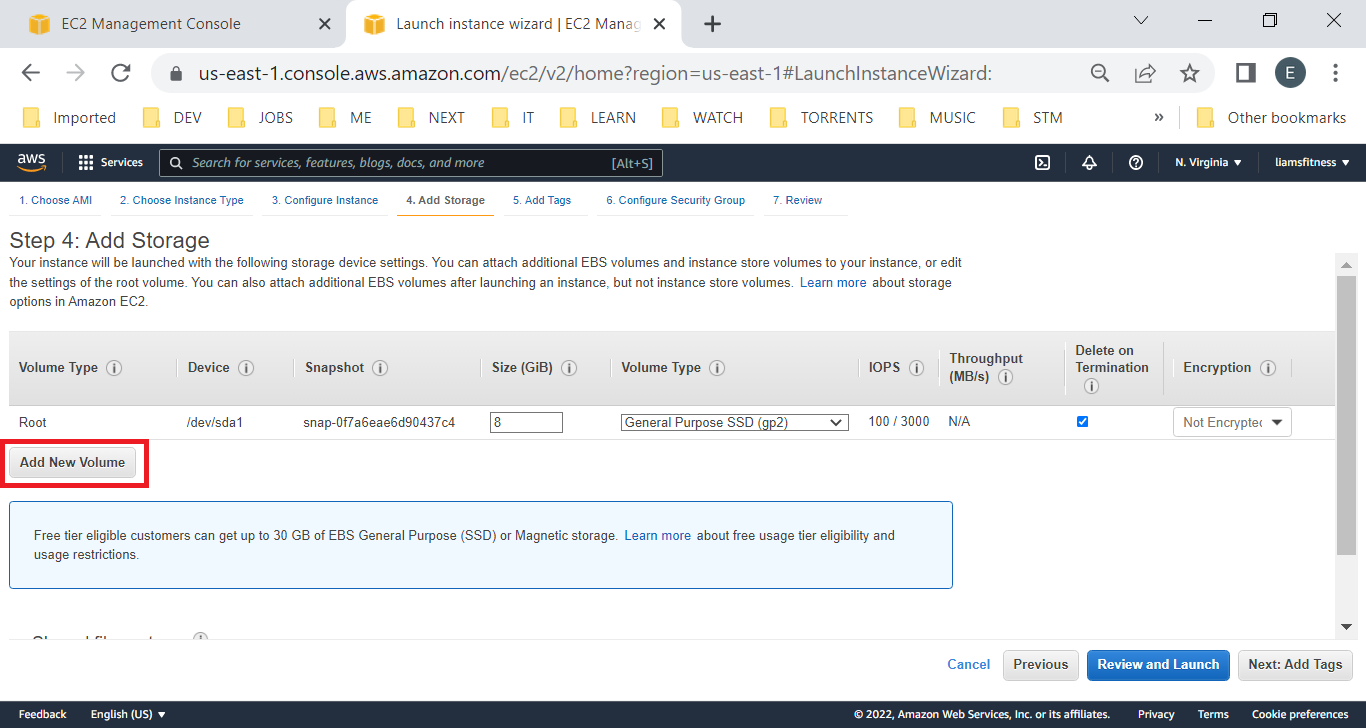 EC2 Management Console
Launch instance wizard | EC2 Manag
us-east-1.console.aws.amazon.com/ec2/v2/home?region=us-east-1#LaunchInstanceWizard:
E
Imported DEV JOBS ME NEXT IT LEARN WATCH TORRENTS MUSIC STM » Other bookmarks
aws Services Search for services, features, blogs, docs, and more [Alt+S] N. Virginia liamsfitness
1. Choose AMI 2. Choose Instance Type 3. Configure Instance 4. Add Storage 5. Add Tags 6. Configure Security Group 7. Review
Step 4: Add Storage
Your instance will be launched with the following storage device settings. You can attach additional EBS volumes and instance store volumes to your instance, or edit
the settings of the root volume. You can also attach additional EBS volumes after launching an instance, but not instance store volumes. Learn more about storage
options in Amazon EC2.
Volume Type Device Snapshot Size (GiB) Volume Type IOPS Throughput (MB/s) Delete on Termination Encryption
Root /dev/sda1 snap-0f7a6eae6d90437c4 8 General Purpose SSD (gp2) 100 / 3000 N/A Not Encrypted
Add New Volume
Free tier eligible customers can get up to 30 GB of EBS General Purpose (SSD) or Magnetic storage. Learn more about free usage tier eligibility and
usage restrictions.
Cancel Previous Review and Launch Next: Add Tags
Feedback English (US) © 2022, Amazon Web Services, Inc. or its affiliates. Privacy Terms Cookie preferences